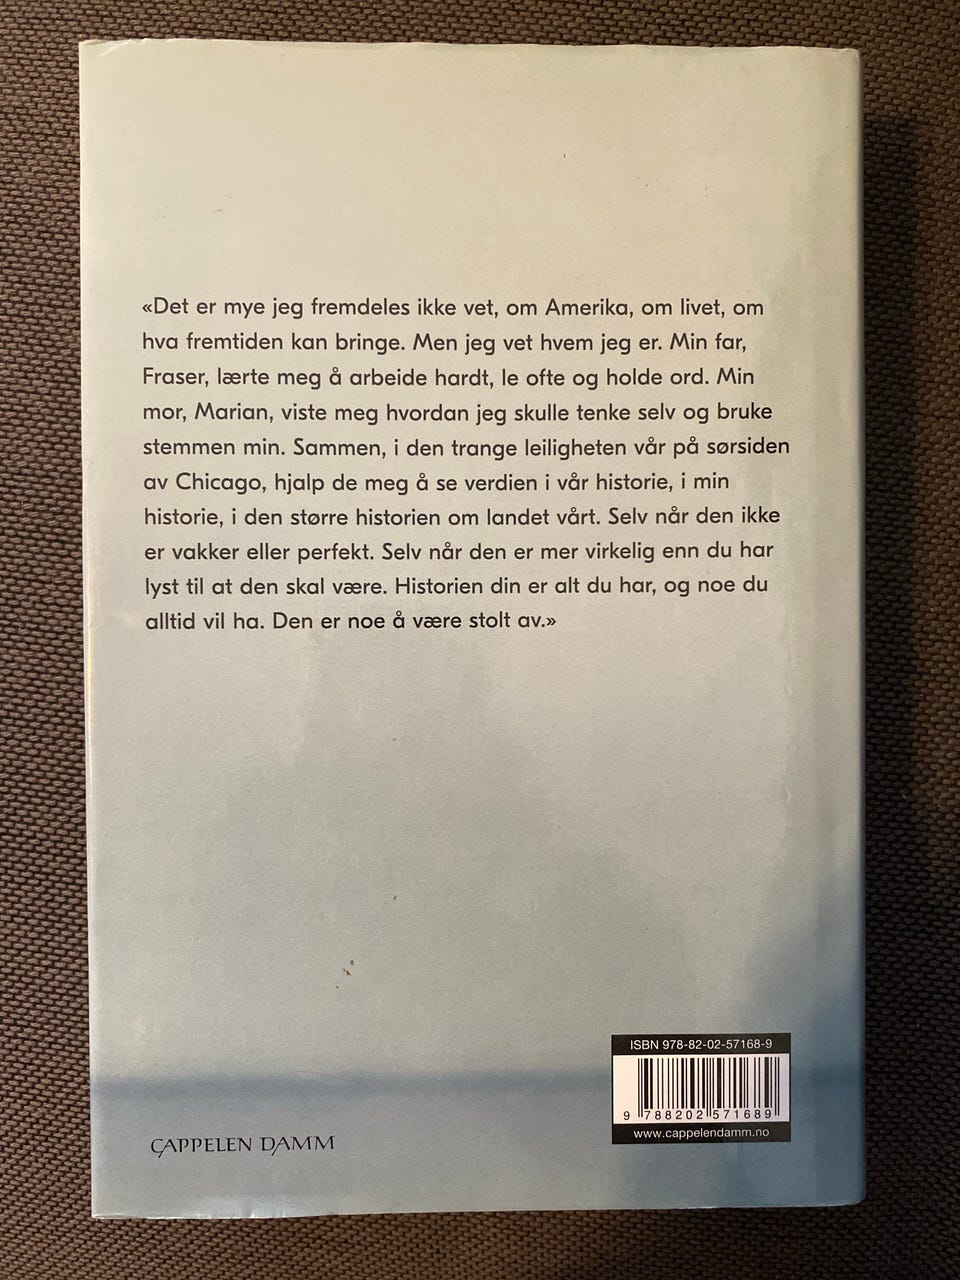 «Det er mye jeg fremdeles ikke vet, om Amerika, om livet, om
hva fremtiden kan bringe. Men jeg vet hvem jeg er. Min far,
Fraser, lærte meg å arbeide hardt, le ofte og holde ord. Min
mor, Marian, viste meg hvordan jeg skulle tenke selv og bruke
stemmen min. Sammen, i den trange leiligheten vår på sørsiden
av Chicago, hjalp de meg å se verdien i vår historie, i min
historie, i den større historien om landet vårt. Selv når den ikke
er vakker eller perfekt. Selv når den er mer virkelig enn du har
lyst til at den skal være. Historien din er alt du har, og noe du
alltid vil ha. Den er noe å være stolt av.»
ISBN 978-82-02-57168-9
9 788202 571689
www.cappelendamm.no
CAPPELEN DAMM